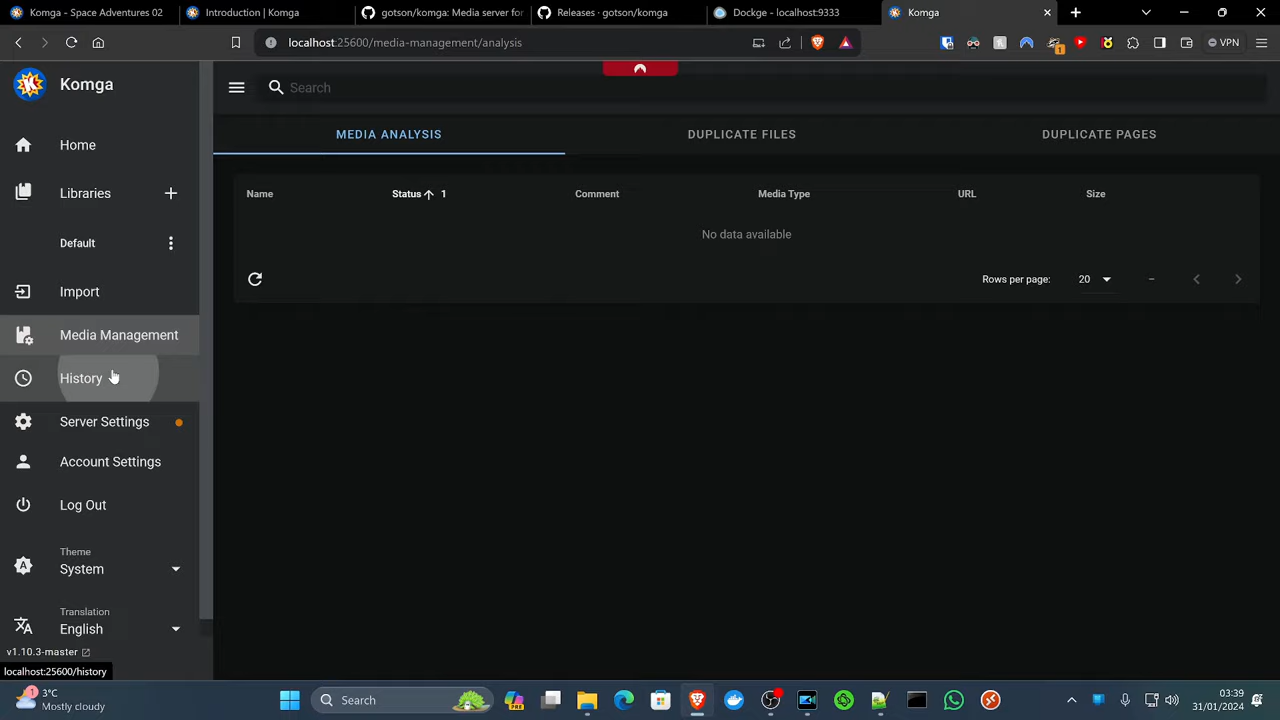 Komga - Space Adventures 02
Introduction | Komga
gotson/komga: Media server for
Releases · gotson/komga
Dockge - localhost:9333
Komga
localhost:25600/media-management/analysis
VPN
Komga
Search
Home
Libraries
Default
Import
Media Management
History
Server Settings
Account Settings
Log Out
Theme
System
Translation
English
v1.10.3-master
localhost:25600/history
MEDIA ANALYSIS
DUPLICATE FILES
DUPLICATE PAGES
Name
Status 1
Comment
Media Type
URL
Size
No data available
Rows per page:
20
–
1
3°C
Mostly cloudy
Search
03:39
31/01/2024